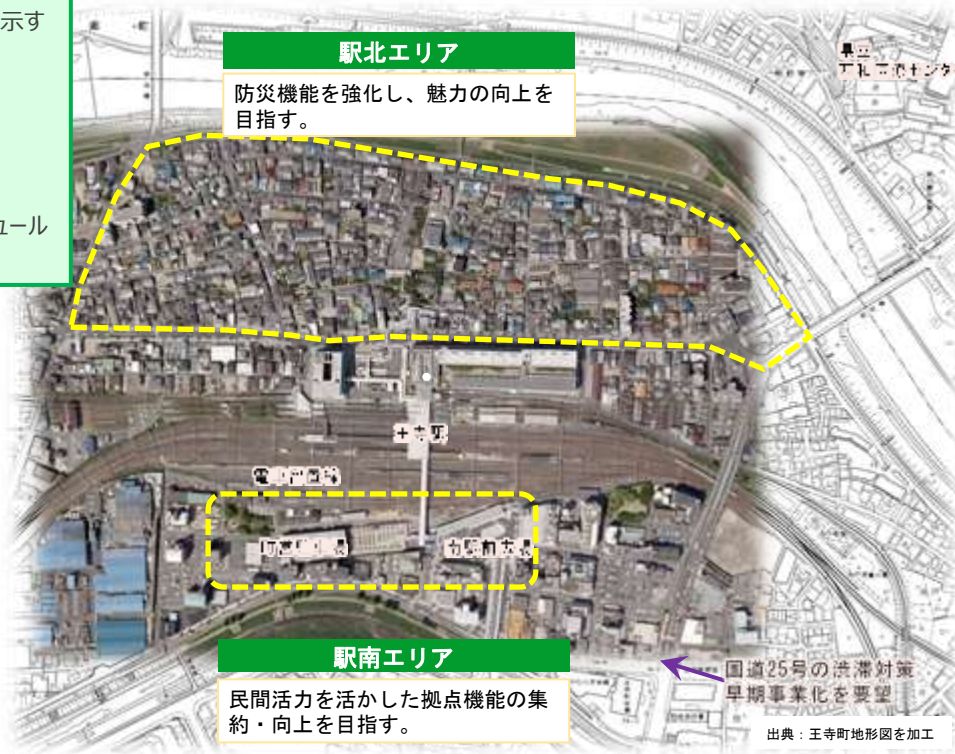 示す
ュール
駅北エリア
防災機能を強化し、魅力の向上を
目指す。
駅南エリア
民間活力を活かした拠点機能の集
約・向上を目指す。
国道25号の渋滞対策
早期事業化を要望
出典：王寺町地形図を加工